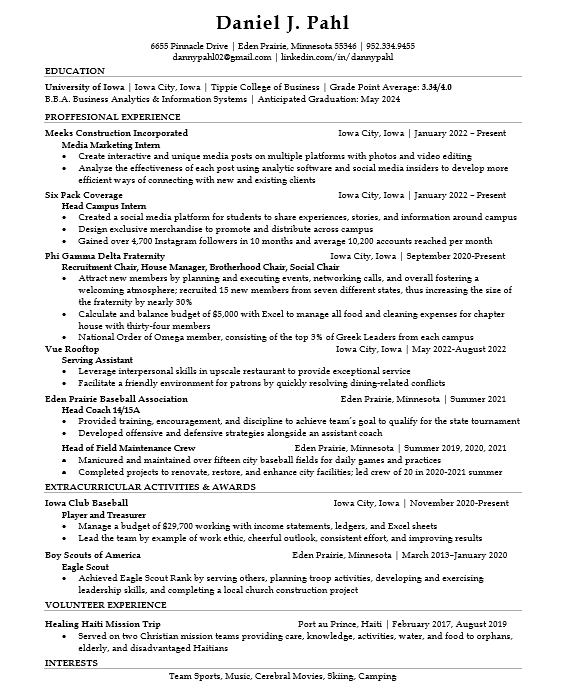 Daniel J. Pahl
6655 Pinnacle Drive | Eden Prairie, Minnesota 55346 | 952.334.9455
dannypahl02@gmail.com | linkedin.com/in/dannypahl
EDUCATION
University of Iowa | Iowa City, Iowa | Tippie College of Business | Grade Point Average: 3.34/4.0
B.B.A. Business Analytics & Information Systems | Anticipated Graduation: May 2024
PROFFESIONAL EXPERIENCE
Meeks Construction Incorporated Iowa City, Iowa | January 2022 – Present
Media Marketing Intern
• Create interactive and unique media posts on multiple platforms with photos and video editing
• Analyze the effectiveness of each post using analytic software and social media insiders to develop more
efficient ways of connecting with new and existing clients
Six Pack Coverage Iowa City, Iowa | January 2022 – Present
Head Campus Intern
• Created a social media platform for students to share experiences, stories, and information around campus
• Design exclusive merchandise to promote and distribute across campus
• Gained over 4,700 Instagram followers in 10 months and average 10,200 accounts reached per month
Phi Gamma Delta Fraternity Iowa City, Iowa | September 2020-Present
Recruitment Chair, House Manager, Brotherhood Chair, Social Chair
• Attract new members by planning and executing events, networking calls, and overall fostering a
welcoming atmosphere; recruited 15 new members from seven different states, thus increasing the size of
the fraternity by nearly 30%
• Calculate and balance budget of $5,000 with Excel to manage all food and cleaning expenses for chapter
house with thirty-four members
• National Order of Omega member, consisting of the top 3% of Greek Leaders from each campus
Vue Rooftop Iowa City, Iowa | May 2022-August 2022
Serving Assistant
• Leverage interpersonal skills in upscale restaurant to provide exceptional service
• Facilitate a friendly environment for patrons by quickly resolving dining-related conflicts
Eden Prairie Baseball Association Eden Prairie, Minnesota | Summer 2021
Head Coach 14/15A
• Provided training, encouragement, and discipline to achieve team's goal to qualify for the state tournament
• Developed offensive and defensive strategies alongside an assistant coach
Head of Field Maintenance Crew Eden Prairie, Minnesota | Summer 2019, 2020, 2021
• Manicured and maintained over fifteen city baseball fields for daily games and practices
• Completed projects to renovate, restore, and enhance city facilities; led crew of 20 in 2020-2021 summer
EXTRACURRICULAR ACTIVITIES & AWARDS
Iowa Club Baseball Iowa City, Iowa | November 2020-Present
Player and Treasurer
• Manage a budget of $29,700 working with income statements, ledgers, and Excel sheets
• Lead the team by example of work ethic, cheerful outlook, consistent effort, and improving results
Boy Scouts of America Eden Prairie, Minnesota | March 2013–January 2020
Eagle Scout
• Achieved Eagle Scout Rank by serving others, planning troop activities, developing and exercising
leadership skills, and completing a local church construction project
VOLUNTEER EXPERIENCE
Healing Haiti Mission Trip Port au Prince, Haiti | February 2017, August 2019
• Served on two Christian mission teams providing care, knowledge, activities, water, and food to orphans,
elderly, and disadvantaged Haitians
INTERESTS
Team Sports, Music, Cerebral Movies, Skiing, Camping